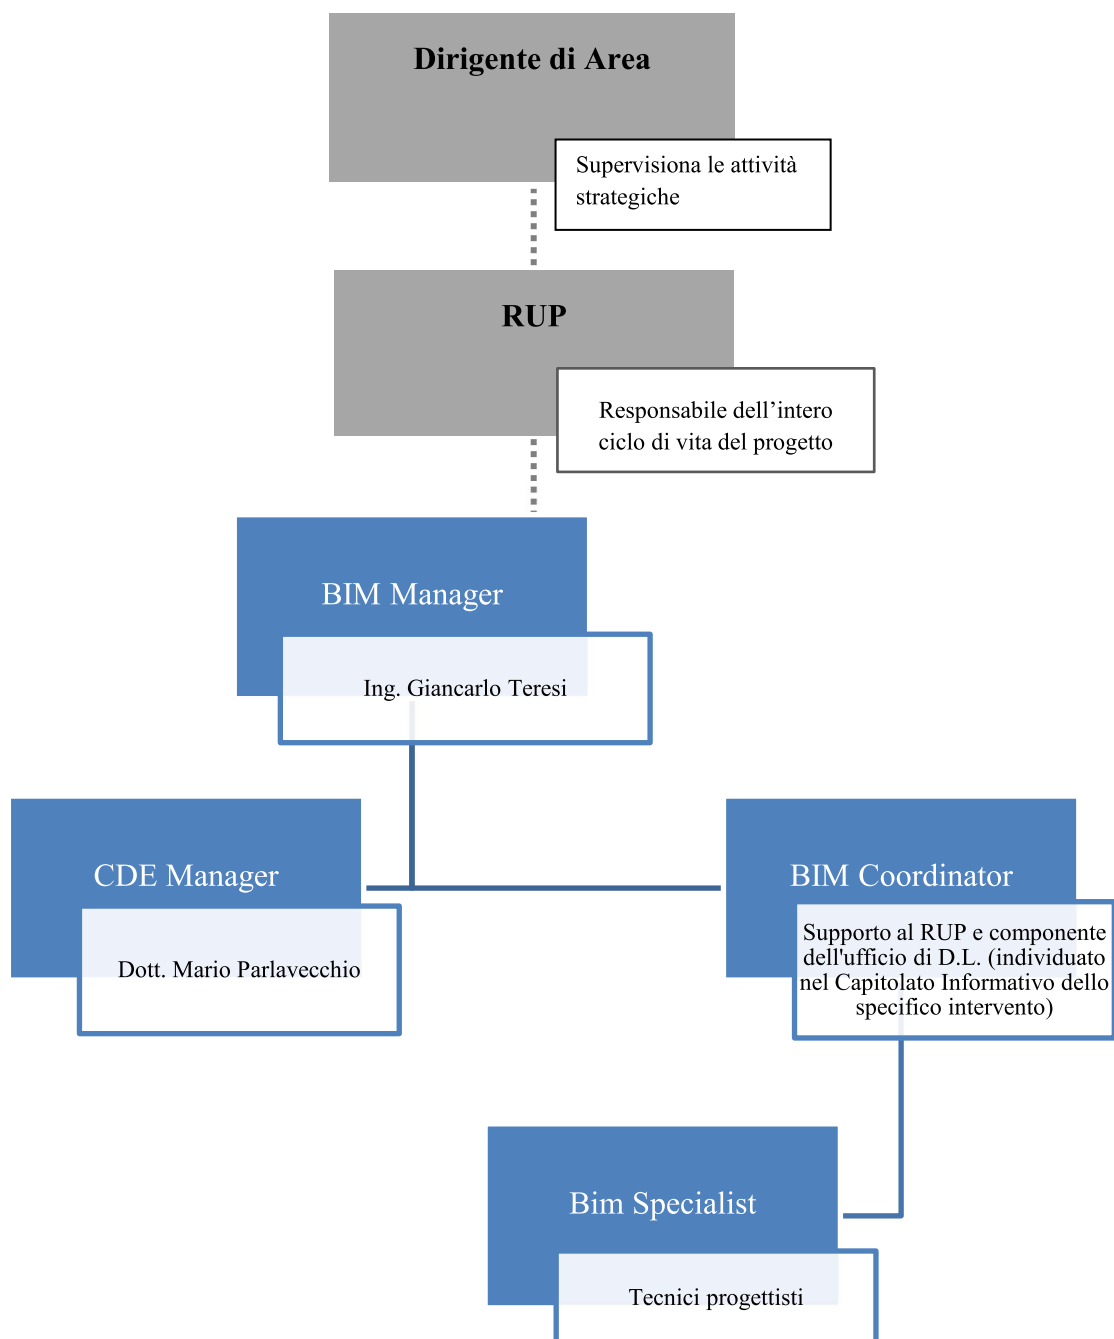 Dirigente di Area
Supervisiona le attività
strategiche
RUP
Responsabile dell’intero
ciclo di vita del progetto
BIM Manager
Ing. Giancarlo Teresi
CDE Manager
Dott. Mario Parlavecchio
BIM Coordinator
Supporto al RUP e componente
dell'ufficio di D.L. (individuato
nel Capitolato Informativo dello
specifico intervento)
Bim Specialist
Tecnici progettisti